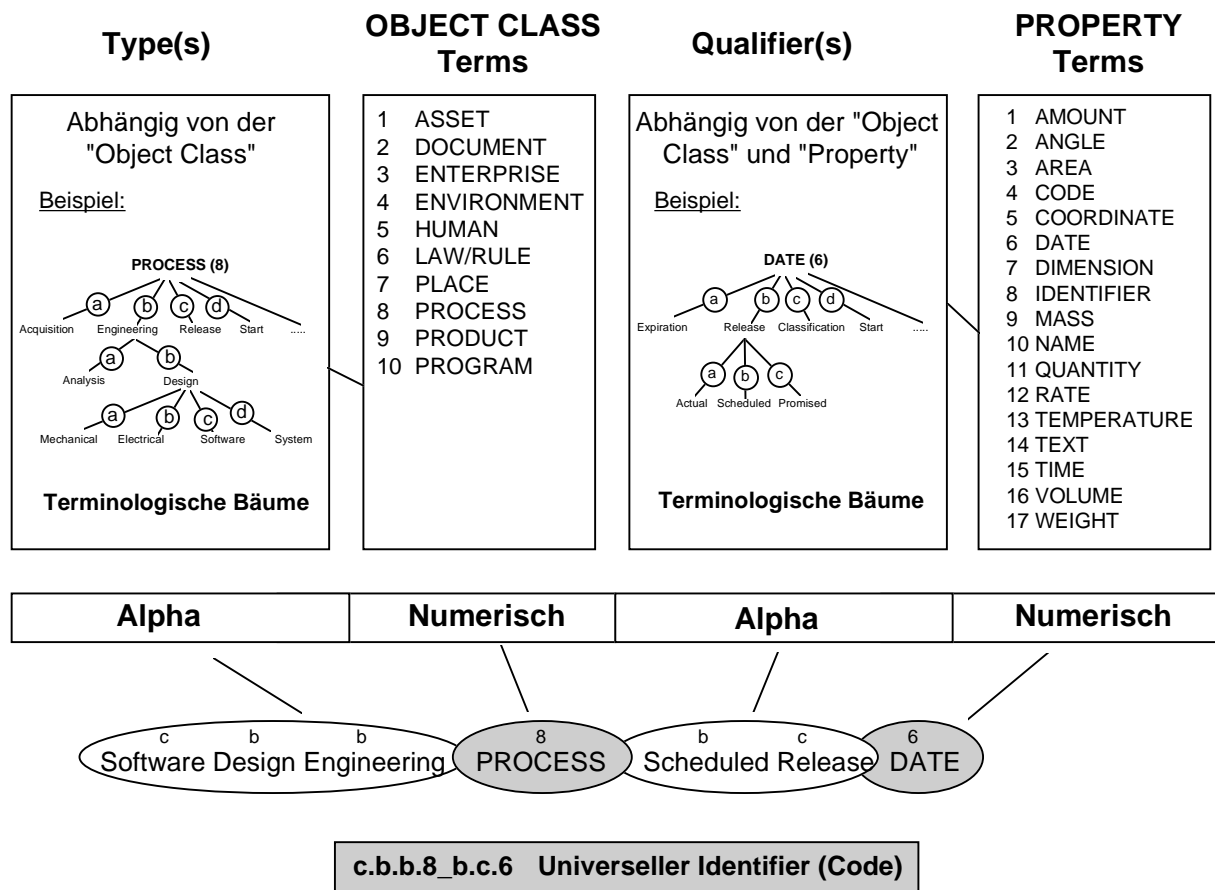 Type(s)
OBJECT CLASS
Terms
Qualifier(s)
PROPERTY
Terms
Abhängig von der
"Object Class"
Beispiel:
PROCESS (8)
a b c d
Acquisition Engineering Release Start .....
a b
Analysis Design
a b c d
Mechanical Electrical Software System
Terminologische Bäume
1 ASSET
2 DOCUMENT
3 ENTERPRISE
4 ENVIRONMENT
5 HUMAN
6 LAW/RULE
7 PLACE
8 PROCESS
9 PRODUCT
10 PROGRAM
Abhängig von der "Object
Class" und "Property"
Beispiel:
DATE (6)
a b c d
Expiration Release Classification Start .....
a b c
Actual Scheduled Promised
Terminologische Bäume
1 AMOUNT
2 ANGLE
3 AREA
4 CODE
5 COORDINATE
6 DATE
7 DIMENSION
8 IDENTIFIER
9 MASS
10 NAME
11 QUANTITY
12 RATE
13 TEMPERATURE
14 TEXT
15 TIME
16 VOLUME
17 WEIGHT
Alpha Numerisch Alpha Numerisch
c b b 8 b c 6
Software Design Engineering PROCESS Scheduled Release DATE
c.b.b.8_b.c.6 Universeller Identifier (Code)